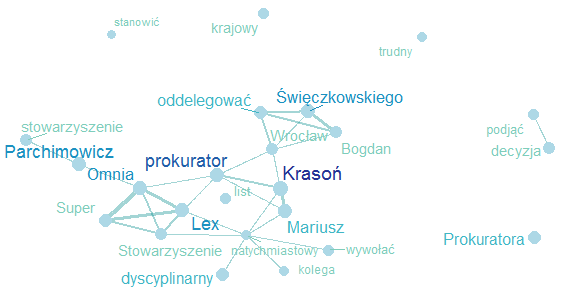 stanowić
krajowy
trudny
oddelegować
Święczkowskiego
stowarzyszenie
podjąć
Wrocław
Parchimowicz
prokurator
Bogdan
decyzja
Omnia
Krasoń
list
Super
Lex
Mariusz
Prokuratora
Stowarzyszenie
natychmiastowy
wywołać
dyscyplinarny
kolega